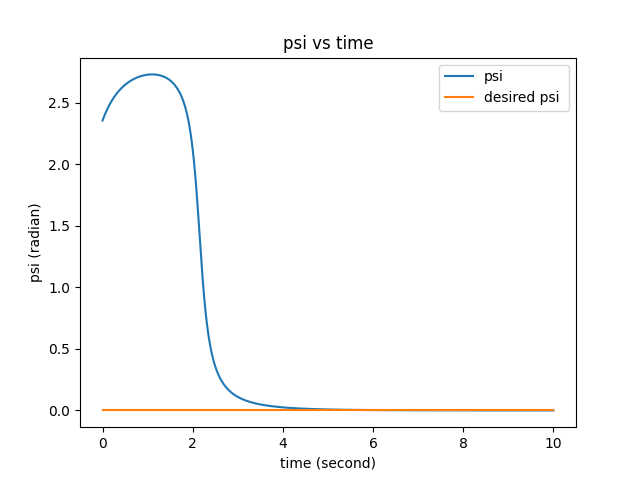 psi vs time
psi
desired psi
psi (radian)
2.5
2.0
1.5
1.0
0.5
0.0
0 2 4 6 8 10
time (second)